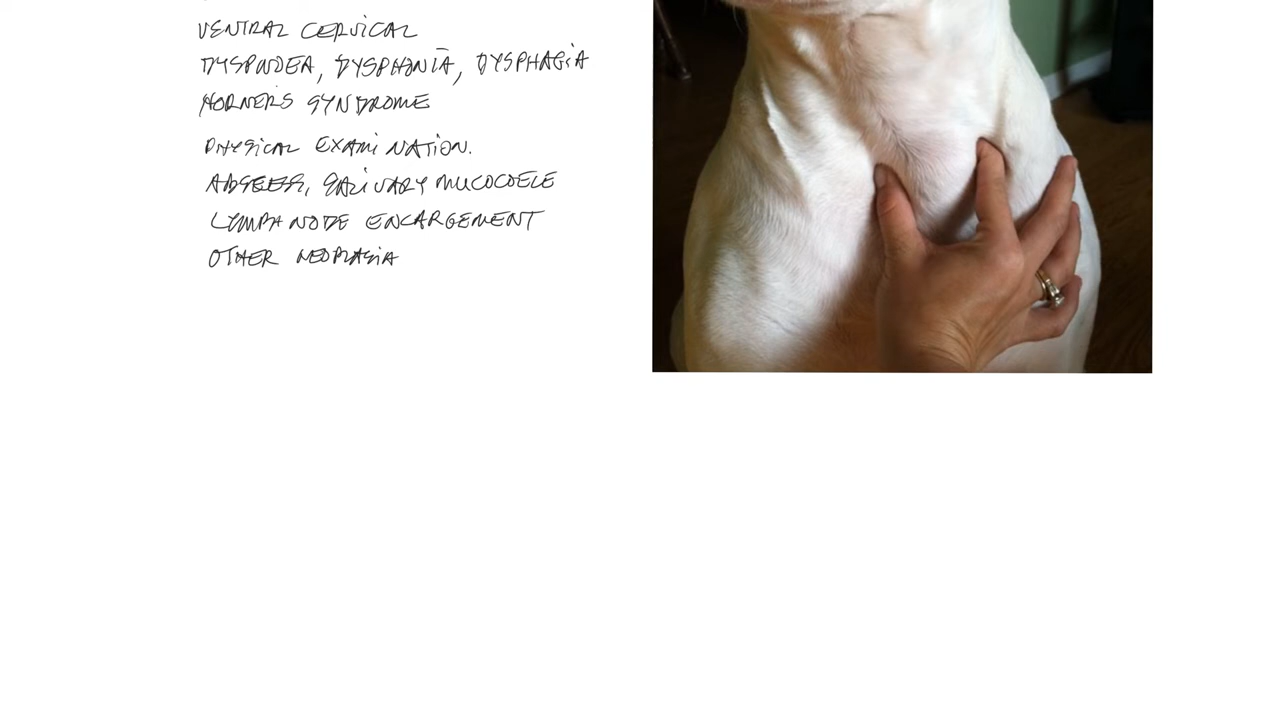 VENTRAL CERVICAL
DYSPNOEA, DYSPHONIA, DYSPHAGIA
HORNER'S SYNDROME
PHYSICAL EXAMINATION.
ABSCESS, SALIVARY MUCOCOELE
LYMPH NODE ENLARGEMENT
OTHER NEOPLASIA